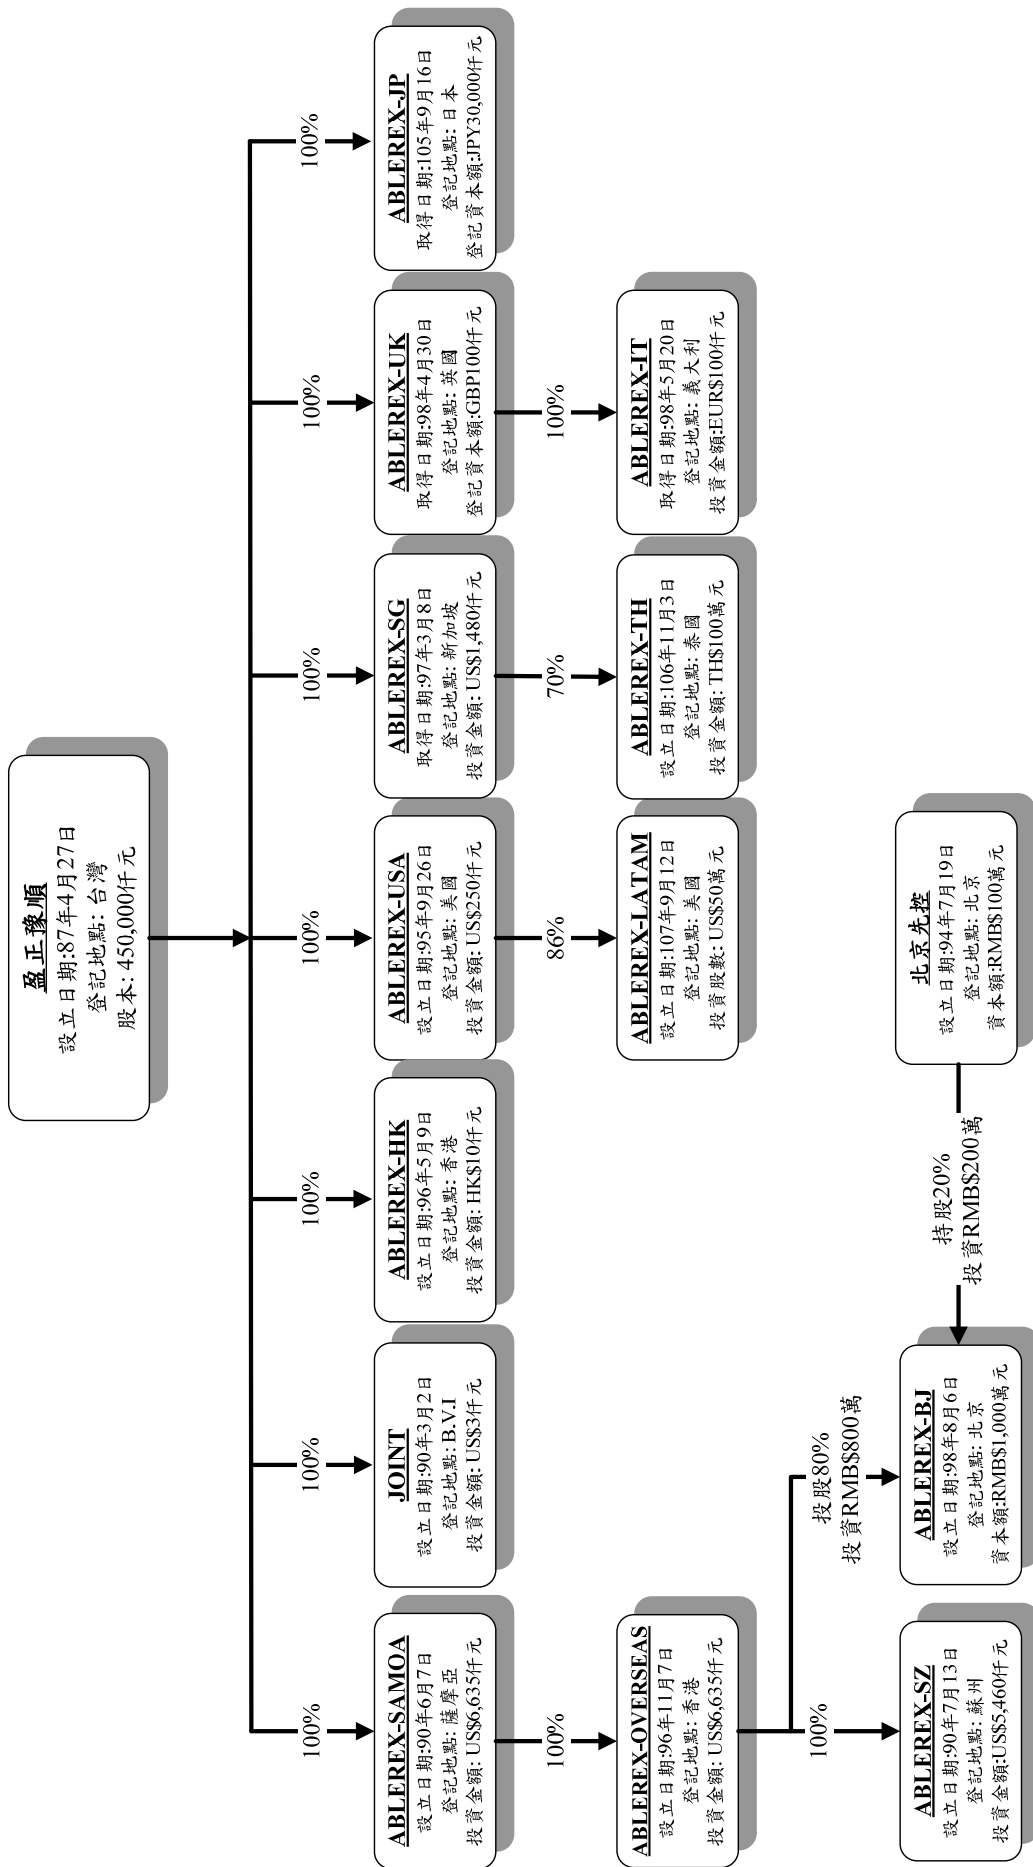 盈正豫順
設立日期:87年4月27日
登記地點: 台灣
股本: 450,000仟元
100%
100%
100%
100%
100%
100%
100%
ABLEREX-SAMOA
設立日期:90年6月7日
登記地點: 薩摩亞
投資金額: US$6,635仟元
JOINT
設立日期:90年3月2日
登記地點: B.V.I
投資金額: US$3仟元
ABLEREX-HK
設立日期:96年5月9日
登記地點: 香港
投資金額: HK$10仟元
ABLEREX-USA
設立日期:95年9月26日
登記地點: 美國
投資金額: US$250仟元
ABLEREX-SG
取得日期:97年3月8日
登記地點: 新加坡
投資金額: US$1,480仟元
ABLEREX-UK
取得日期:98年4月30日
登記地點: 英國
登記資本額:GBP100仟元
ABLEREX-JP
取得日期:105年9月16日
登記地點: 日本
登記資本額:JPY30,000仟元
100%
86%
70%
100%
ABLEREX-OVERSEAS
設立日期:96年11月7日
登記地點: 香港
投資金額: US$6,635仟元
ABLEREX-LATAM
設立日期:107年9月12日
登記地點: 美國
投資股數: US$50萬元
ABLEREX-TH
設立日期:106年11月3日
登記地點: 泰國
投資金額: TH$100萬元
ABLEREX-IT
取得日期:98年5月20日
登記地點: 義大利
投資金額:EUR$100仟元
100%
投股80%
投資RMB$800萬
持股20%
投資RMB$200萬
ABLEREX-SZ
設立日期:90年7月13日
登記地點: 蘇州
投資金額:US$5,460仟元
ABLEREX-BJ
設立日期:98年8月6日
登記地點: 北京
資本額:RMB$1,000萬元
北京先控
設立日期:94年7月19日
登記地點: 北京
資本額:RMB$100萬元